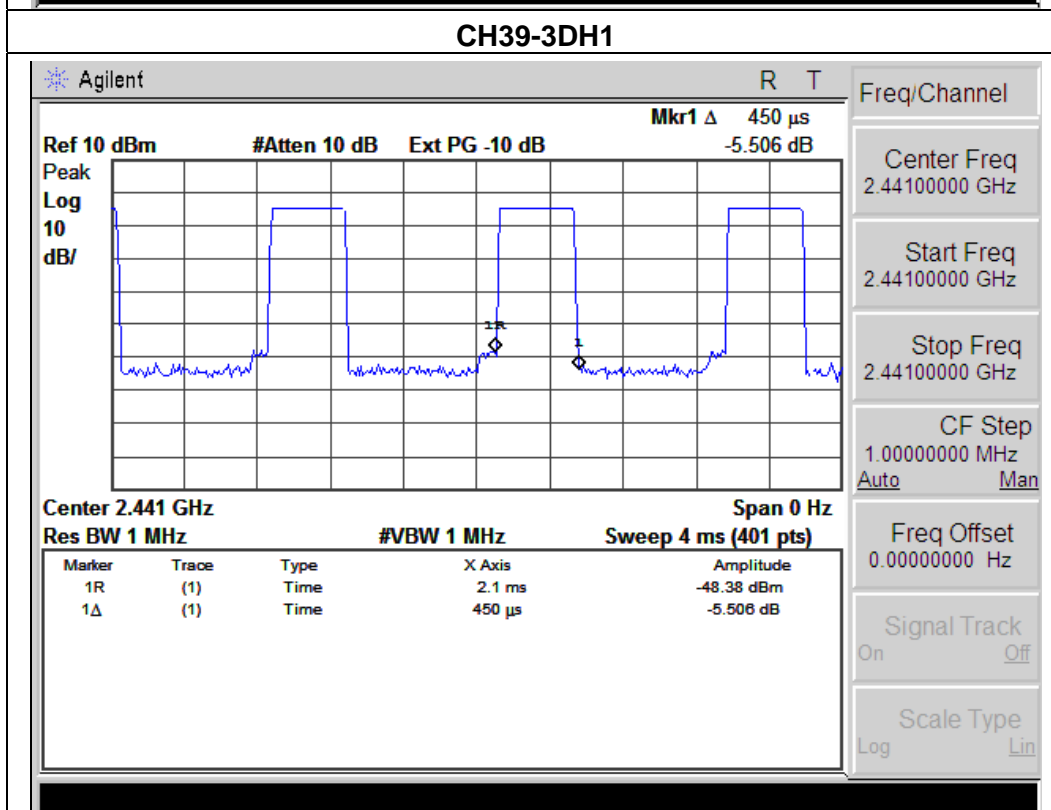 CH39-3DH1
Agilent
R T
Mkr1 Δ 450 µs
Ref 10 dBm #Atten 10 dB Ext PG -10 dB -5.506 dB
Peak
Log
10
dB/
1R
1
Center 2.441 GHz Span 0 Hz
Res BW 1 MHz #VBW 1 MHz Sweep 4 ms (401 pts)
Marker Trace Type X Axis Amplitude
1R (1) Time 2.1 ms -48.38 dBm
1Δ (1) Time 450 µs -5.506 dB
Freq/Channel
Center Freq
2.44100000 GHz
Start Freq
2.44100000 GHz
Stop Freq
2.44100000 GHz
CF Step
1.00000000 MHz
Auto Man
Freq Offset
0.00000000 Hz
Signal Track
On Off
Scale Type
Log Lin